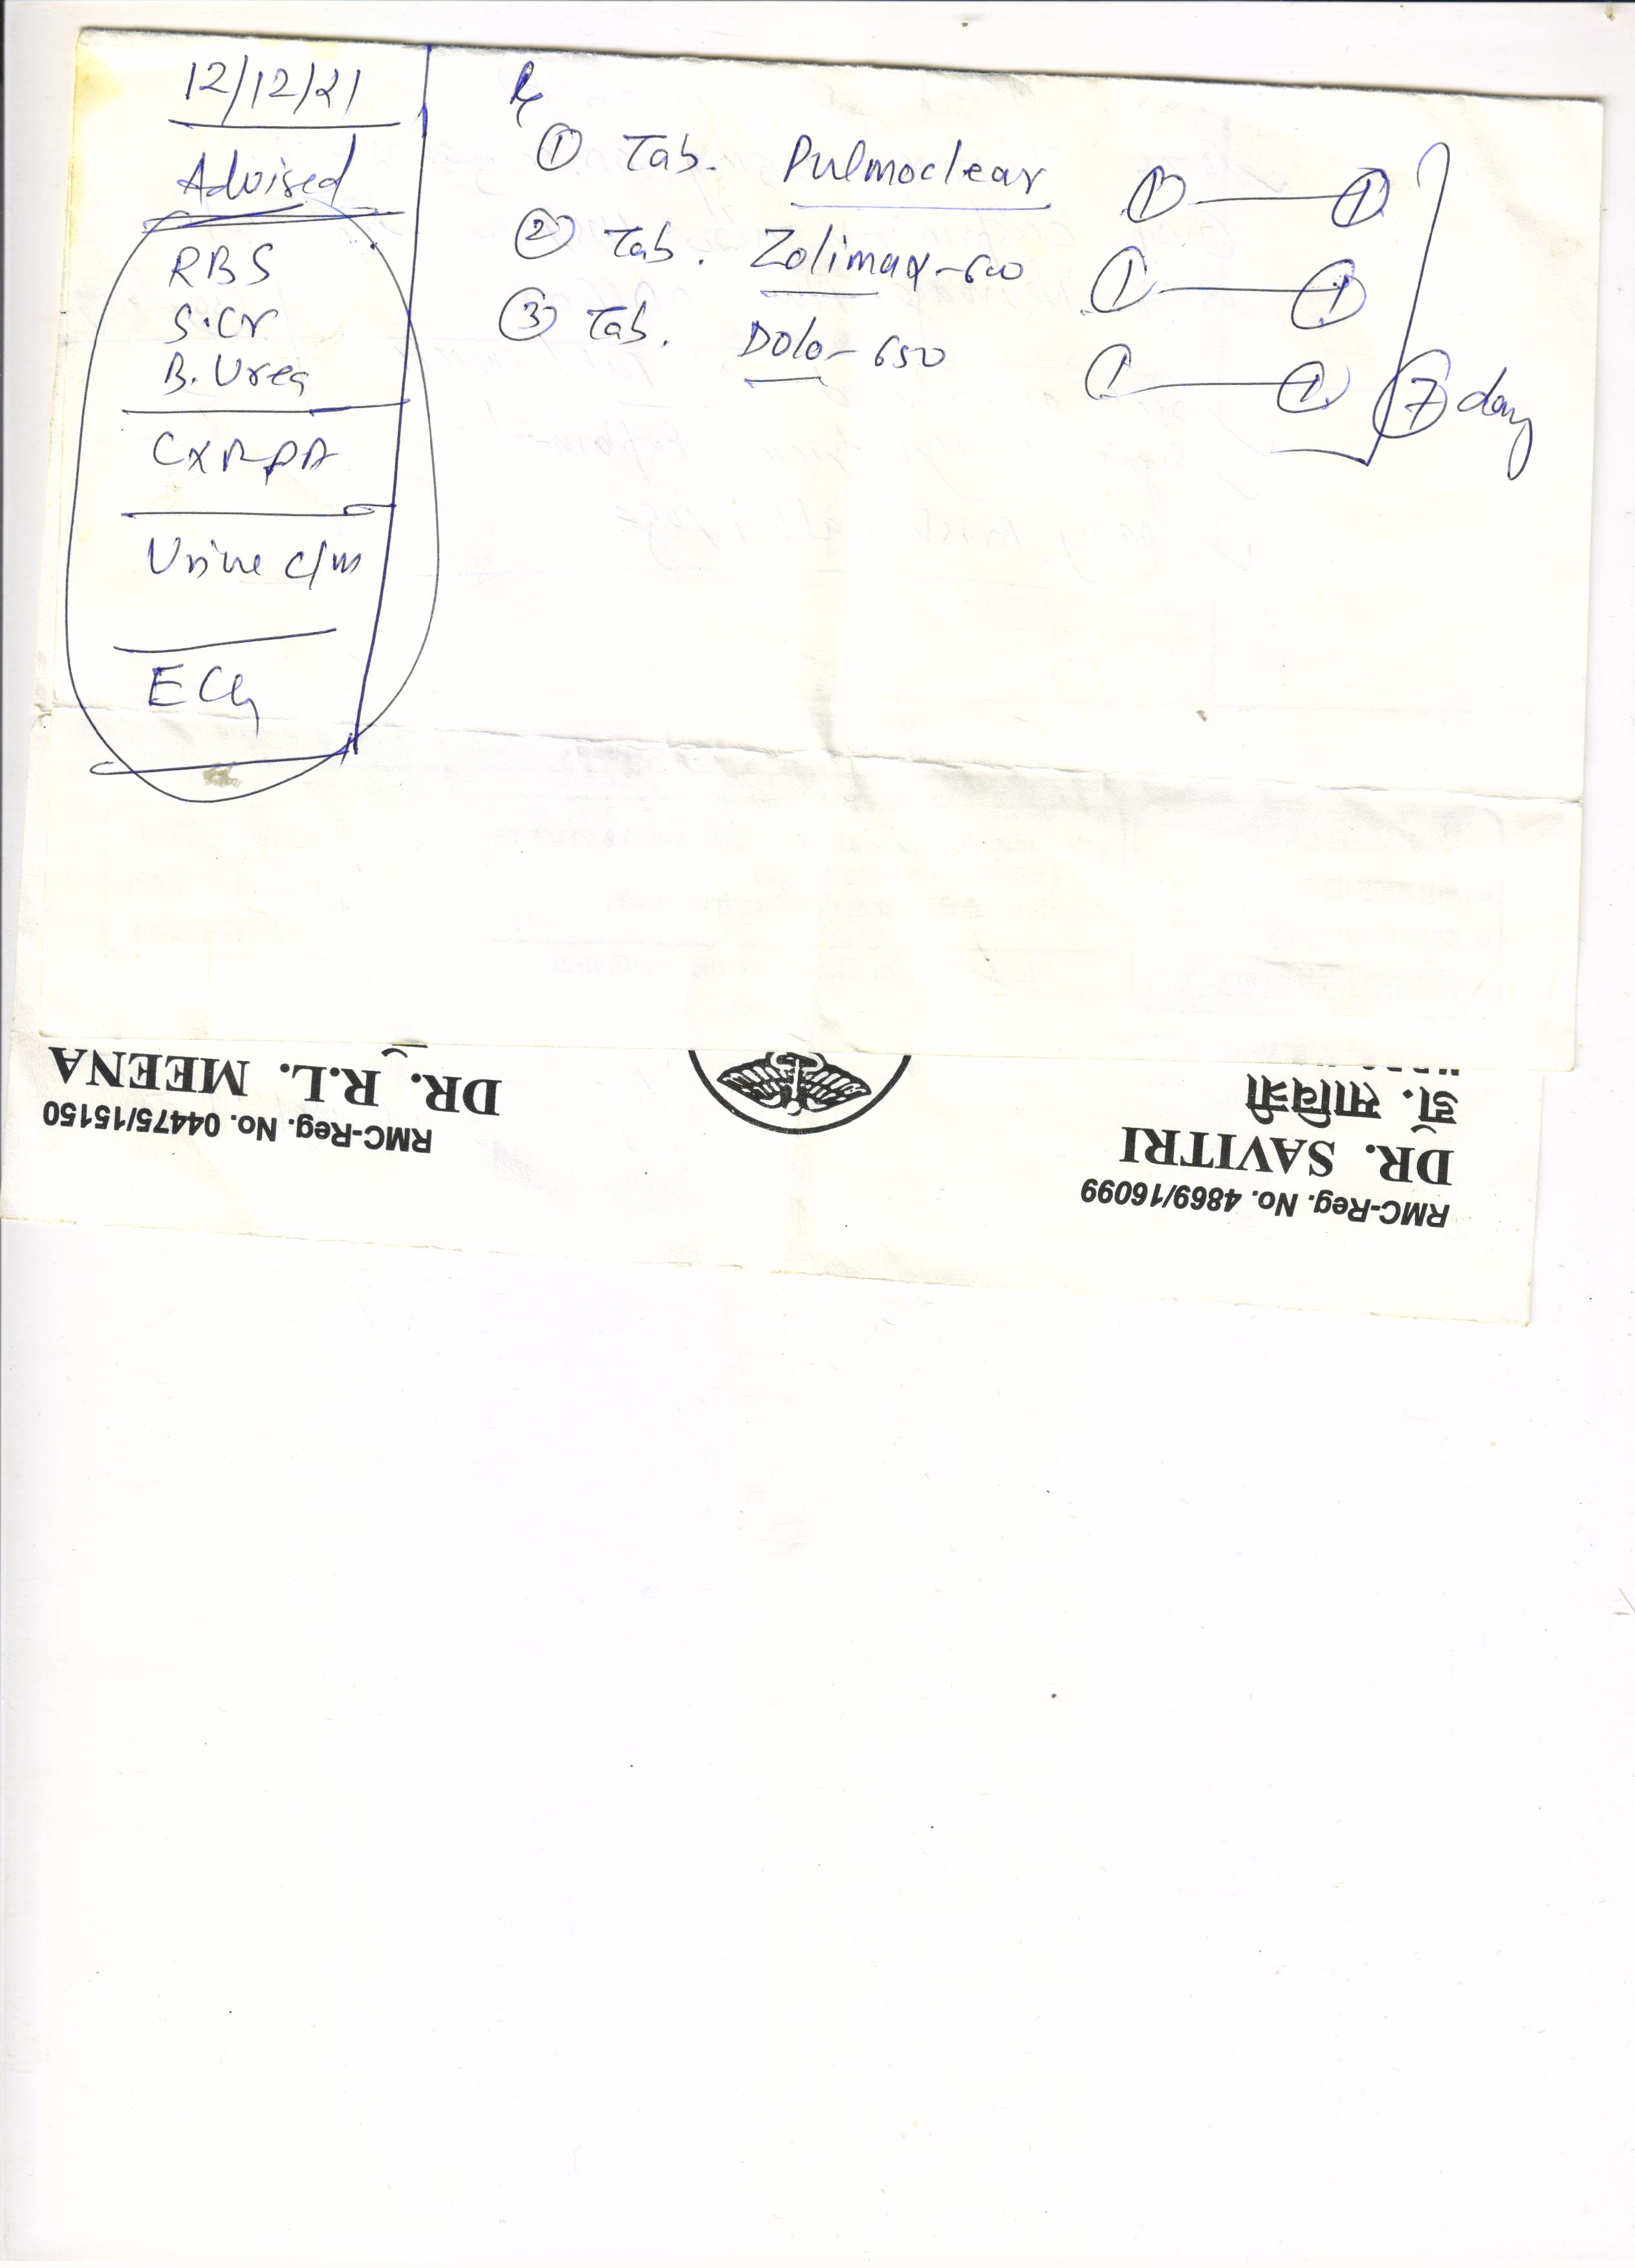 12/12/21
Advised
RBS
S.Cr
B. Urea
CXR-PA
Urine c/m
ECG
Rx
① Tab. Pulmoclear ① — ①
② Tab. Zolimax-600 ① — ①
③ Tab. Dolo-650 ① — ①
⑦ day
DR. R.L. MEENA
RMC-Reg. No. 04475/15150
डॉ. सावित्री
DR. SAVITRI
RMC-Reg. No. 4869/16099